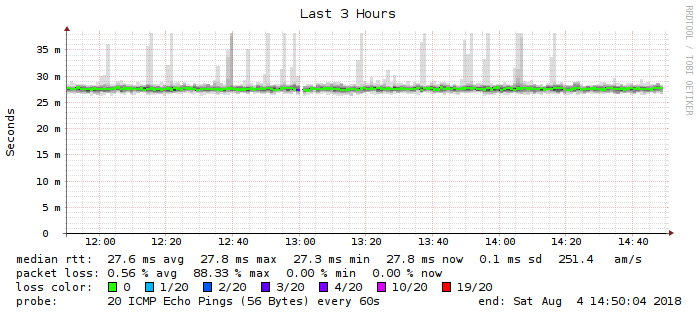 Last 3 Hours
RRDTOOL / TOBI OETIKER
Seconds
35 m
30 m
25 m
20 m
15 m
10 m
5 m
0
12:00 12:20 12:40 13:00 13:20 13:40 14:00 14:20 14:40
median rtt: 27.6 ms avg 27.8 ms max 27.3 ms min 27.8 ms now 0.1 ms sd 251.4 am/s
packet loss: 0.56 % avg 88.33 % max 0.00 % min 0.00 % now
loss color: 0 1/20 2/20 3/20 4/20 10/20 19/20
probe: 20 ICMP Echo Pings (56 Bytes) every 60s end: Sat Aug 4 14:50:04 2018